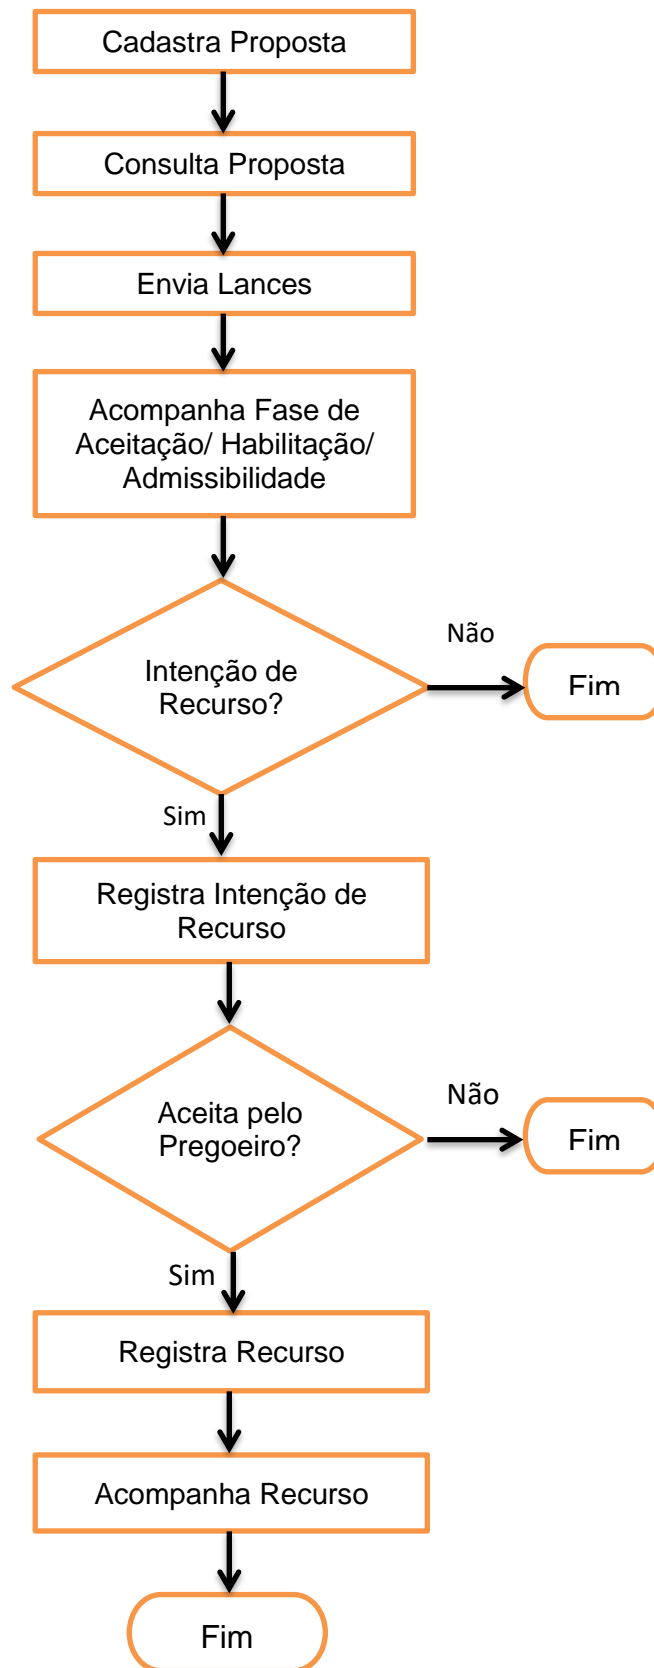 Cadastra Proposta
Consulta Proposta
Envia Lances
Acompanha Fase de
Aceitação/ Habilitação/
Admissibilidade
Intenção de
Recurso?
Não
Fim
Sim
Registra Intenção de
Recurso
Aceita pelo
Pregoeiro?
Não
Fim
Sim
Registra Recurso
Acompanha Recurso
Fim